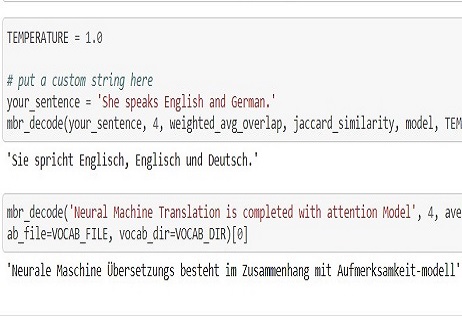 TEMPERATURE = 1.0
# put a custom string here
your_sentence = 'She speaks English and German.'
mbr_decode(your_sentence, 4, weighted_avg_overlap, jaccard_similarity, model, TEM
'Sie spricht Englisch, Englisch und Deutsch.'
mbr_decode('Neural Machine Translation is completed with attention Model', 4, ave
ab_file=VOCAB_FILE, vocab_dir=VOCAB_DIR)[0]
'Neurale Maschine Übersetzungs besteht im Zusammenhang mit Aufmerksamkeit-modell'